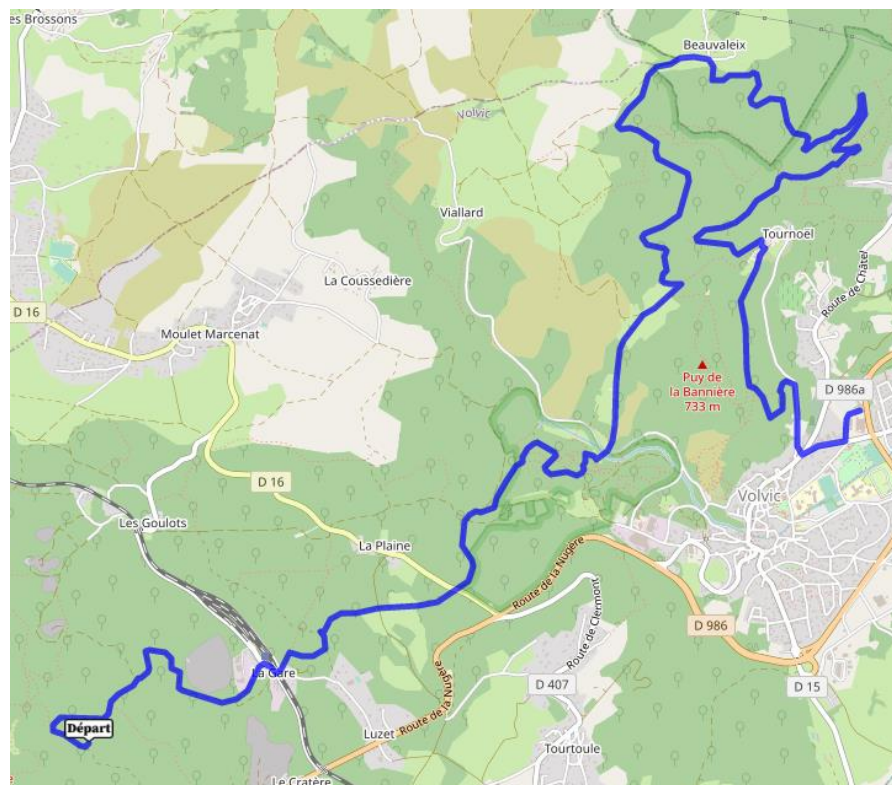 es Brossons
Beauvaleix
Volvic
Viallard
Tournoël
Route de Châtel
La Coussedière
D 16
Moulet Marcenat
Puy de
la Bannière
733 m
D 986a
D 16
Volvic
Les Goulots
La Plaine
Route de la Nugère
Route de Clermont
D 986
La Gare
D 407
D 15
Départ
Luzet
Route de la Nugère
Tourtoule
Le Cratère